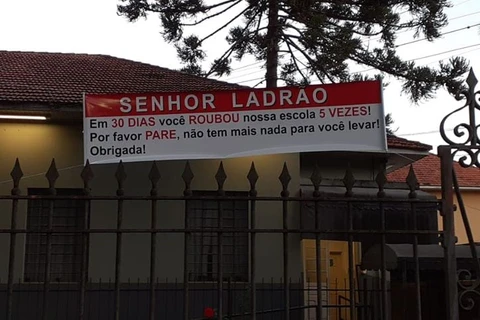 SENHOR LADRAO
Em 30 DIAS você ROUBOU nossa escola 5 VEZES!
Por favor PARE, não tem mais nada para você levar!
Obrigada!